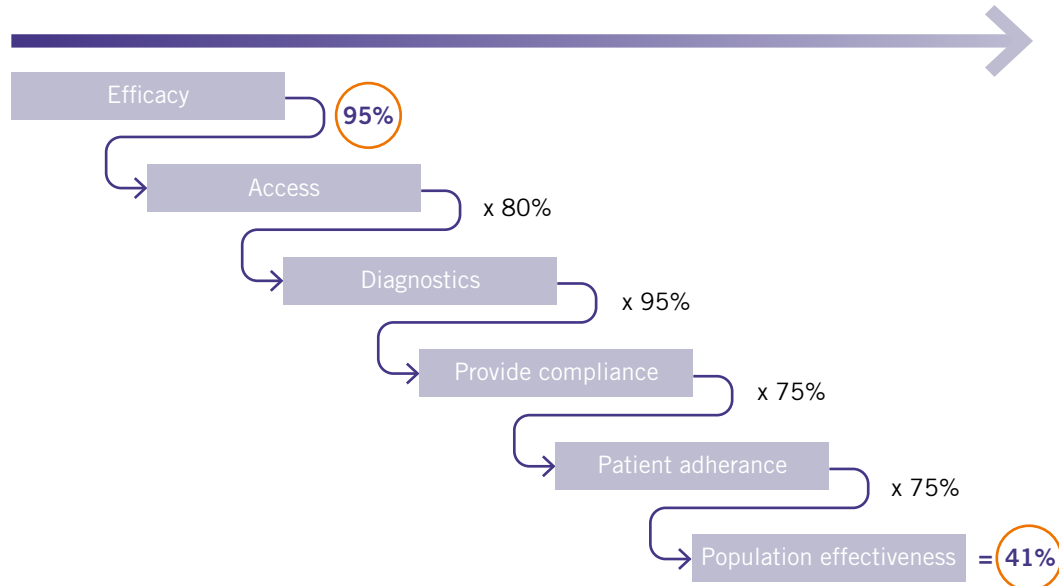 Efficacy
95%
Access
x 80%
Diagnostics
x 95%
Provide compliance
x 75%
Patient adherance
x 75%
Population effectiveness = 41%